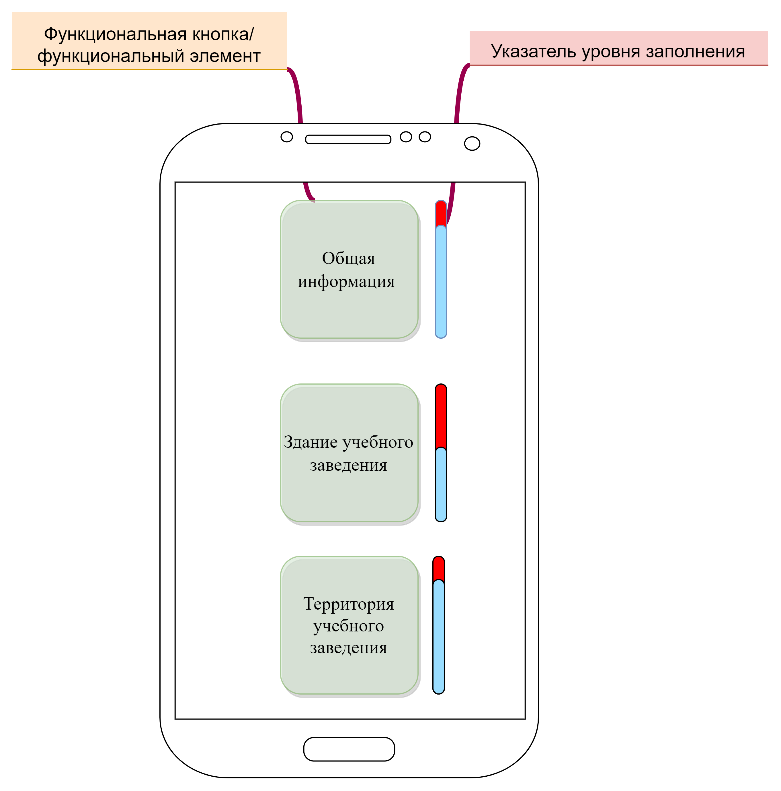 Функциональная кнопка/
функциональный элемент
Указатель уровня заполнения
Общая
информация
Здание учебного
заведения
Территория
учебного
заведения